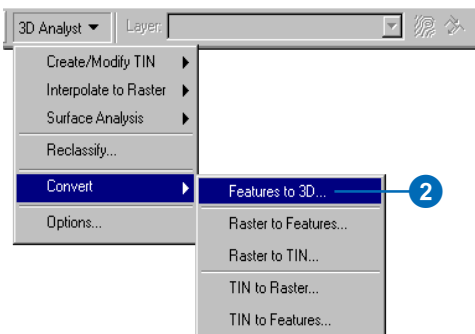 3D Analyst Layer:
Create/Modify TIN
Interpolate to Raster
Surface Analysis
Reclassify...
Convert
Options...
Features to 3D... 2
Raster to Features...
Raster to TIN...
TIN to Raster...
TIN to Features...